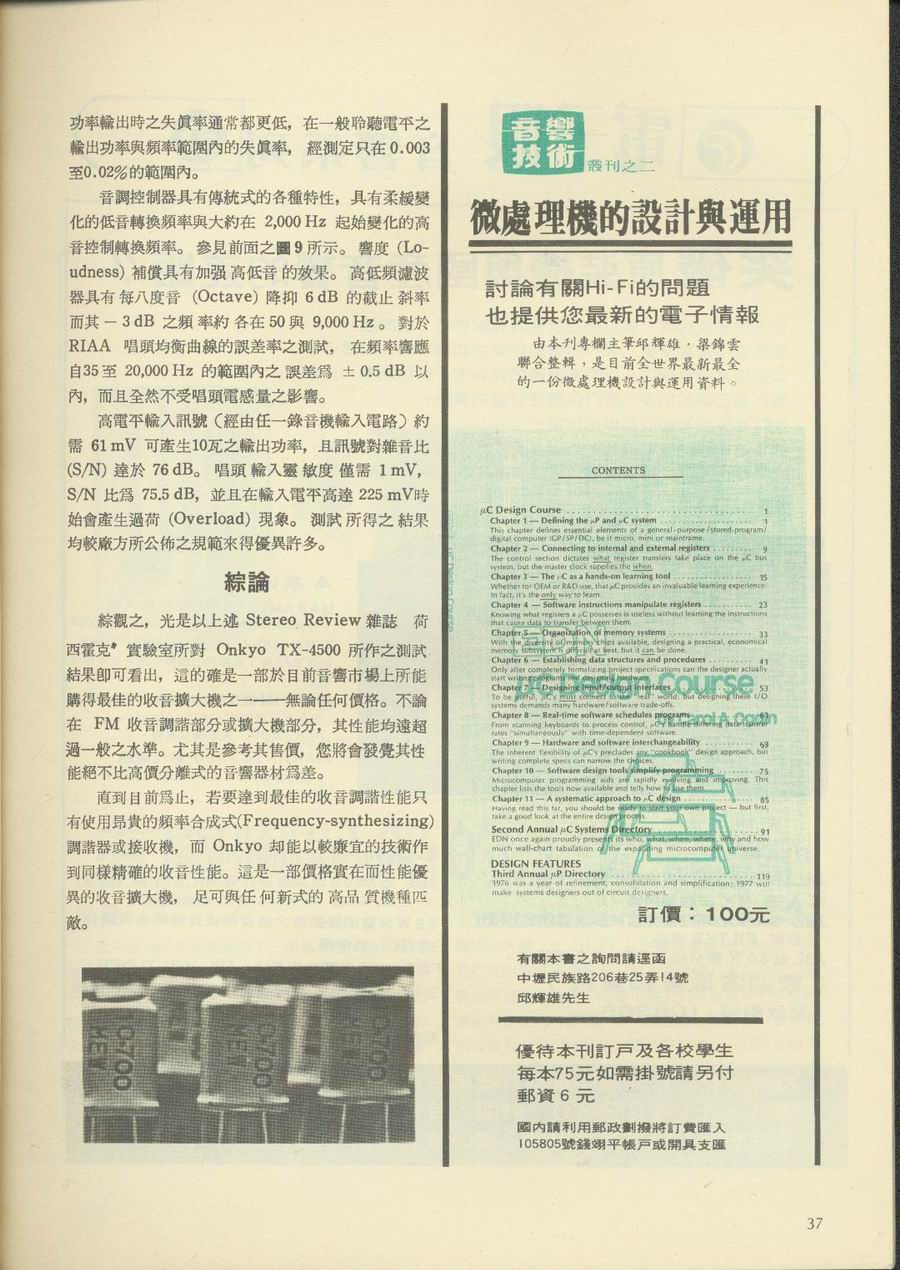 功率輸出時之失眞率通常都更低，在一般聆聽電平之
輸出功率與頻率範圍內的失眞率，經測定只在 0.003
至0.02%的範圍內。
音調控制器具有傳統式的各種特性，具有柔緩變
化的低音轉換頻率與大約在 2,000 Hz 起始變化的高
音控制轉換頻率。參見前面之圖 9 所示。響度 (Lo-
udness) 補償具有加强高低音的效果。高低頻濾波
器具有每八度音 (Octave) 降抑 6 dB 的截止斜率
而其 − 3 dB 之頻率約各在 50 與 9,000 Hz 。對於
RIAA 唱頭均衡曲線的誤差率之測試，在頻率響應
自35 至 20,000 Hz 的範圍內之誤差爲 ± 0.5 dB 以
內，而且全然不受唱頭電感量之影響。
高電平輸入訊號（經由任一錄音機輸入電路）約
需 61 mV 可產生10瓦之輸出功率，且訊號對雜音比
(S/N) 達於 76 dB。唱頭輸入靈敏度僅需 1 mV，
S/N 比爲 75.5 dB，並且在輸入電平高達 225 mV時
始會產生過荷 (Overload) 現象。測試所得之結果
均較廠方所公佈之規範來得優異許多。
綜論
綜觀之，光是以上述 Stereo Review 雜誌 荷
西雷克 實驗室所對 Onkyo TX-4500 所作之測試
結果卽可看出，這的確是一部於目前音響市場上所能
購得最佳的收音擴大機之一——無論任何價格。不論
在 FM 收音調諧部分或擴大機部分，其性能均遠超
過一般之水準。尤其是參考其售價，您將會發覺其性
能絕不比高價分離式的音響器材爲差。
直到目前爲止，若要達到最佳的收音調諧性能只
有使用昂貴的頻率合成式(Frequency-synthesizing)
調諧器或接收機，而 Onkyo 却能以較廉宜的技術作
到同樣精確的收音性能。這是一部價格實在而性能優
異的收音擴大機，足可與任何新式的高品質機種匹
敵。
0700
KEV
0700
0700
音響
技術 叢刊之二
微處理機的設計與運用
討論有關Hi-Fi的問題
也提供您最新的電子情報
由本刊專欄主筆邱輝雄·梁錦雲
聯合整輯，是目前全世界最新最全
的一份微處理機設計與運用資料。
CONTENTS
μC Design Course 1
Chapter 1 — Defining the μP and μC system 1
This chapter defines essential elements of a general-purpose/stored-program/
digital computer (GP/SP/DC), be it micro, mini or mainframe.
Chapter 2 — Connecting to internal and external registers 9
The control section dictates what register transfers take place on the μC bus
system, but the master clock supplies the when.
Chapter 3 — The μC as a hands-on learning tool 15
Whether for OEM or R&D use, that μC provides an invaluable learning experience.
In fact, it's the only way to learn.
Chapter 4 — Software instructions manipulate registers 23
Knowing what registers a μC possesses is useless without learning the instructions
that cause data to transfer between them.
Chapter 5 — Organization of memory systems 33
With the diversity of memories available, designing a practical, economical
memory subsystem is difficult at best, but it can be done.
Chapter 6 — Establishing data structures and procedures 41
Only after completely formalizing project specifications can the designer actually
start
Chapter 7 — Designing input/output interfaces 53
To be useful, μCs must connect to the "real" world; but designing these I/O
systems demands many hardware/software trade-offs.
Chapter 8 — Real-time software schedules programs
From scanning keyboards to process control, μCs handle differing data-transfer
rates "simultaneously" with time-dependent software.
Chapter 9 — Hardware and software interchangeability 69
The inherent flexibility of μC's precludes any "cookbook" design approach, but
writing complete specs can narrow the choices.
Chapter 10 — Software design tools simplify programming 75
Microcomputer programming aids are rapidly evolving and improving. This
chapter lists the tools now available and tells how to use them.
Chapter 11 — A systematic approach to μC design 85
Having read this far, you should be ready to start your own project — but first,
take a good look at the entire design process.
Second Annual μC Systems Directory 91
EDN once again proudly presents its who, what, when, where, why and how
much wall-chart tabulation of the expanding microcomputer universe.
DESIGN FEATURES
Third Annual μP Directory 119
1976 was a year of refinement, consolidation and simplification; 1977 will
make systems designers out of circuit designers.
EDN
μC Design Course
Carol A. Ogdin
訂價：100元
有關本書之詢問請逕函
中壢民族路206巷25弄14號
邱輝雄先生
優待本刊訂戶及各校學生
每本75元如需掛號請另付
郵資 6 元
國內請利用郵政劃撥將訂費匯入
105805號錢翊平帳戶或開具支匯
37